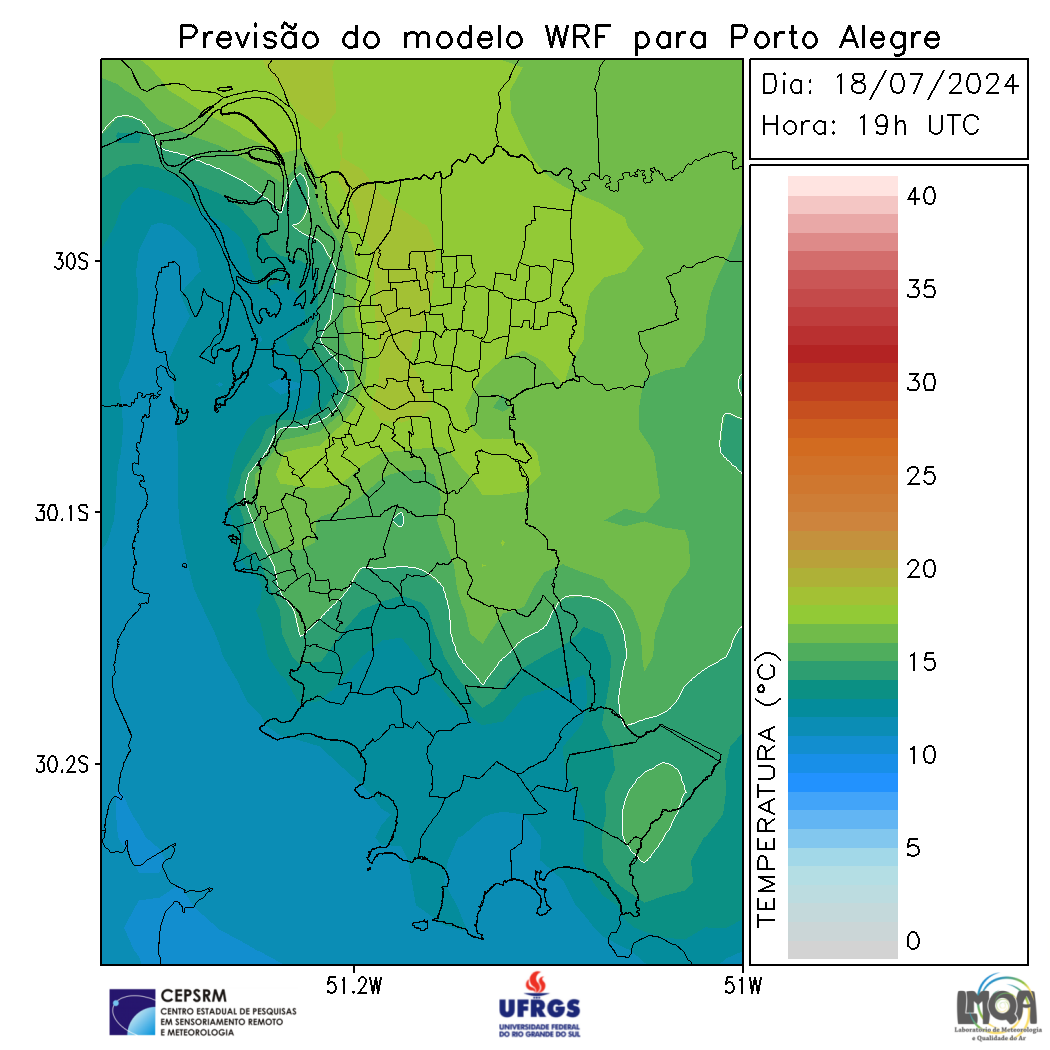 Previsão do modelo WRF para Porto Alegre
Dia: 18/07/2024
Hora: 19h UTC
40
35
30
25
20
15
10
5
0
TEMPERATURA (°C)
30S
30.1S
30.2S
51.2W
51W
CEPSRM
CENTRO ESTADUAL DE PESQUISAS
EM SENSORIAMENTO REMOTO
E METEOROLOGIA
UFRGS
UNIVERSIDADE FEDERAL
DO RIO GRANDE DO SUL
LMQA
Laboratório de Meteorologia
e Qualidade do Ar